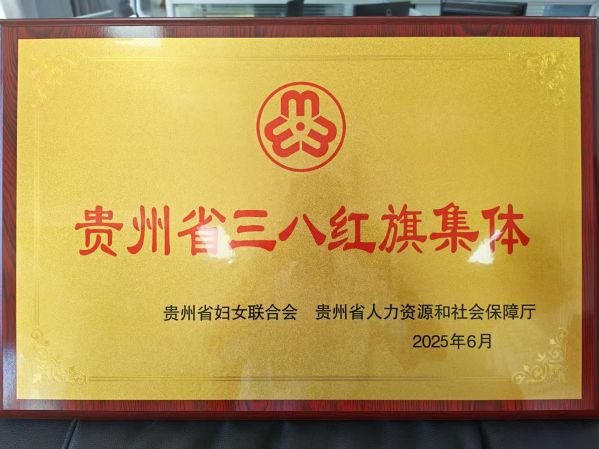 贵州省三八红旗集体
贵州省妇女联合会 贵州省人力资源和社会保障厅
2025年6月